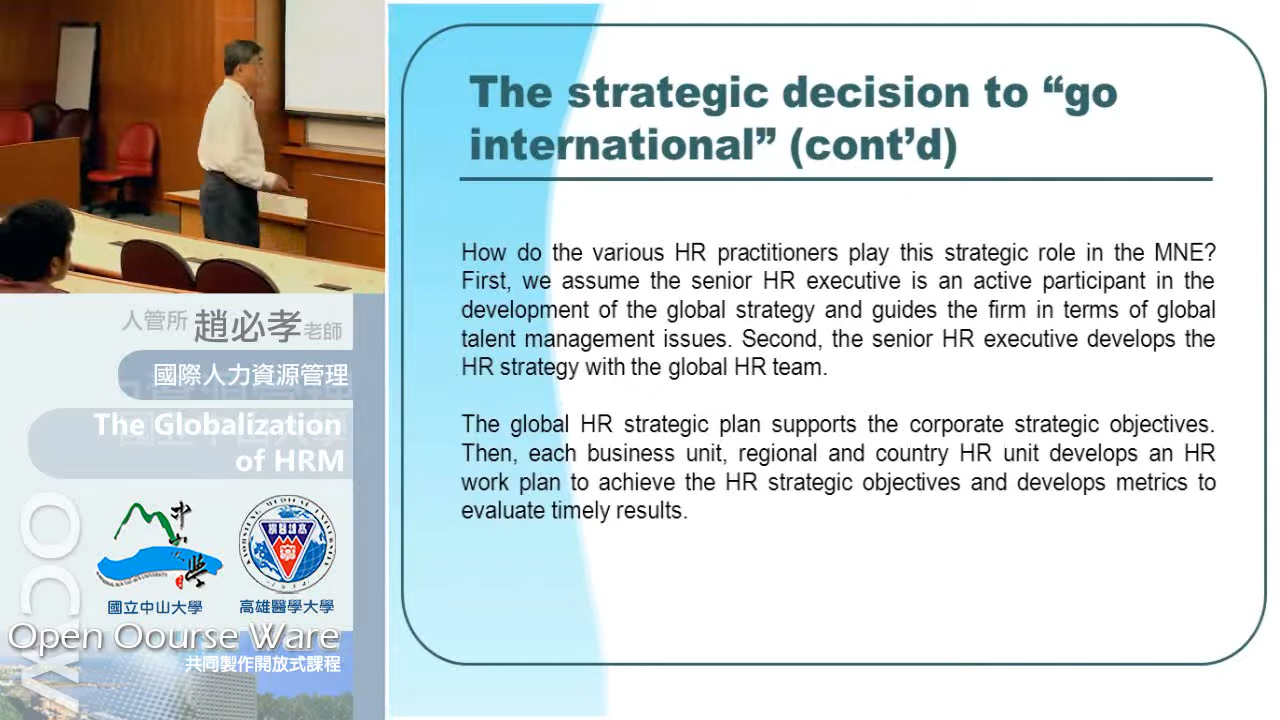 The strategic decision to “go
international” (cont’d)
How do the various HR practitioners play this strategic role in the MNE?
First, we assume the senior HR executive is an active participant in the
development of the global strategy and guides the firm in terms of global
talent management issues. Second, the senior HR executive develops the
HR strategy with the global HR team.
The global HR strategic plan supports the corporate strategic objectives.
Then, each business unit, regional and country HR unit develops an HR
work plan to achieve the HR strategic objectives and develops metrics to
evaluate timely results.
人管所 趙必孝老師
國際人力資源管理
The Globalization
of HRM
OCW
中山大學
國立中山大學
高雄醫學大學
Open Oourse Ware
共同製作開放式課程